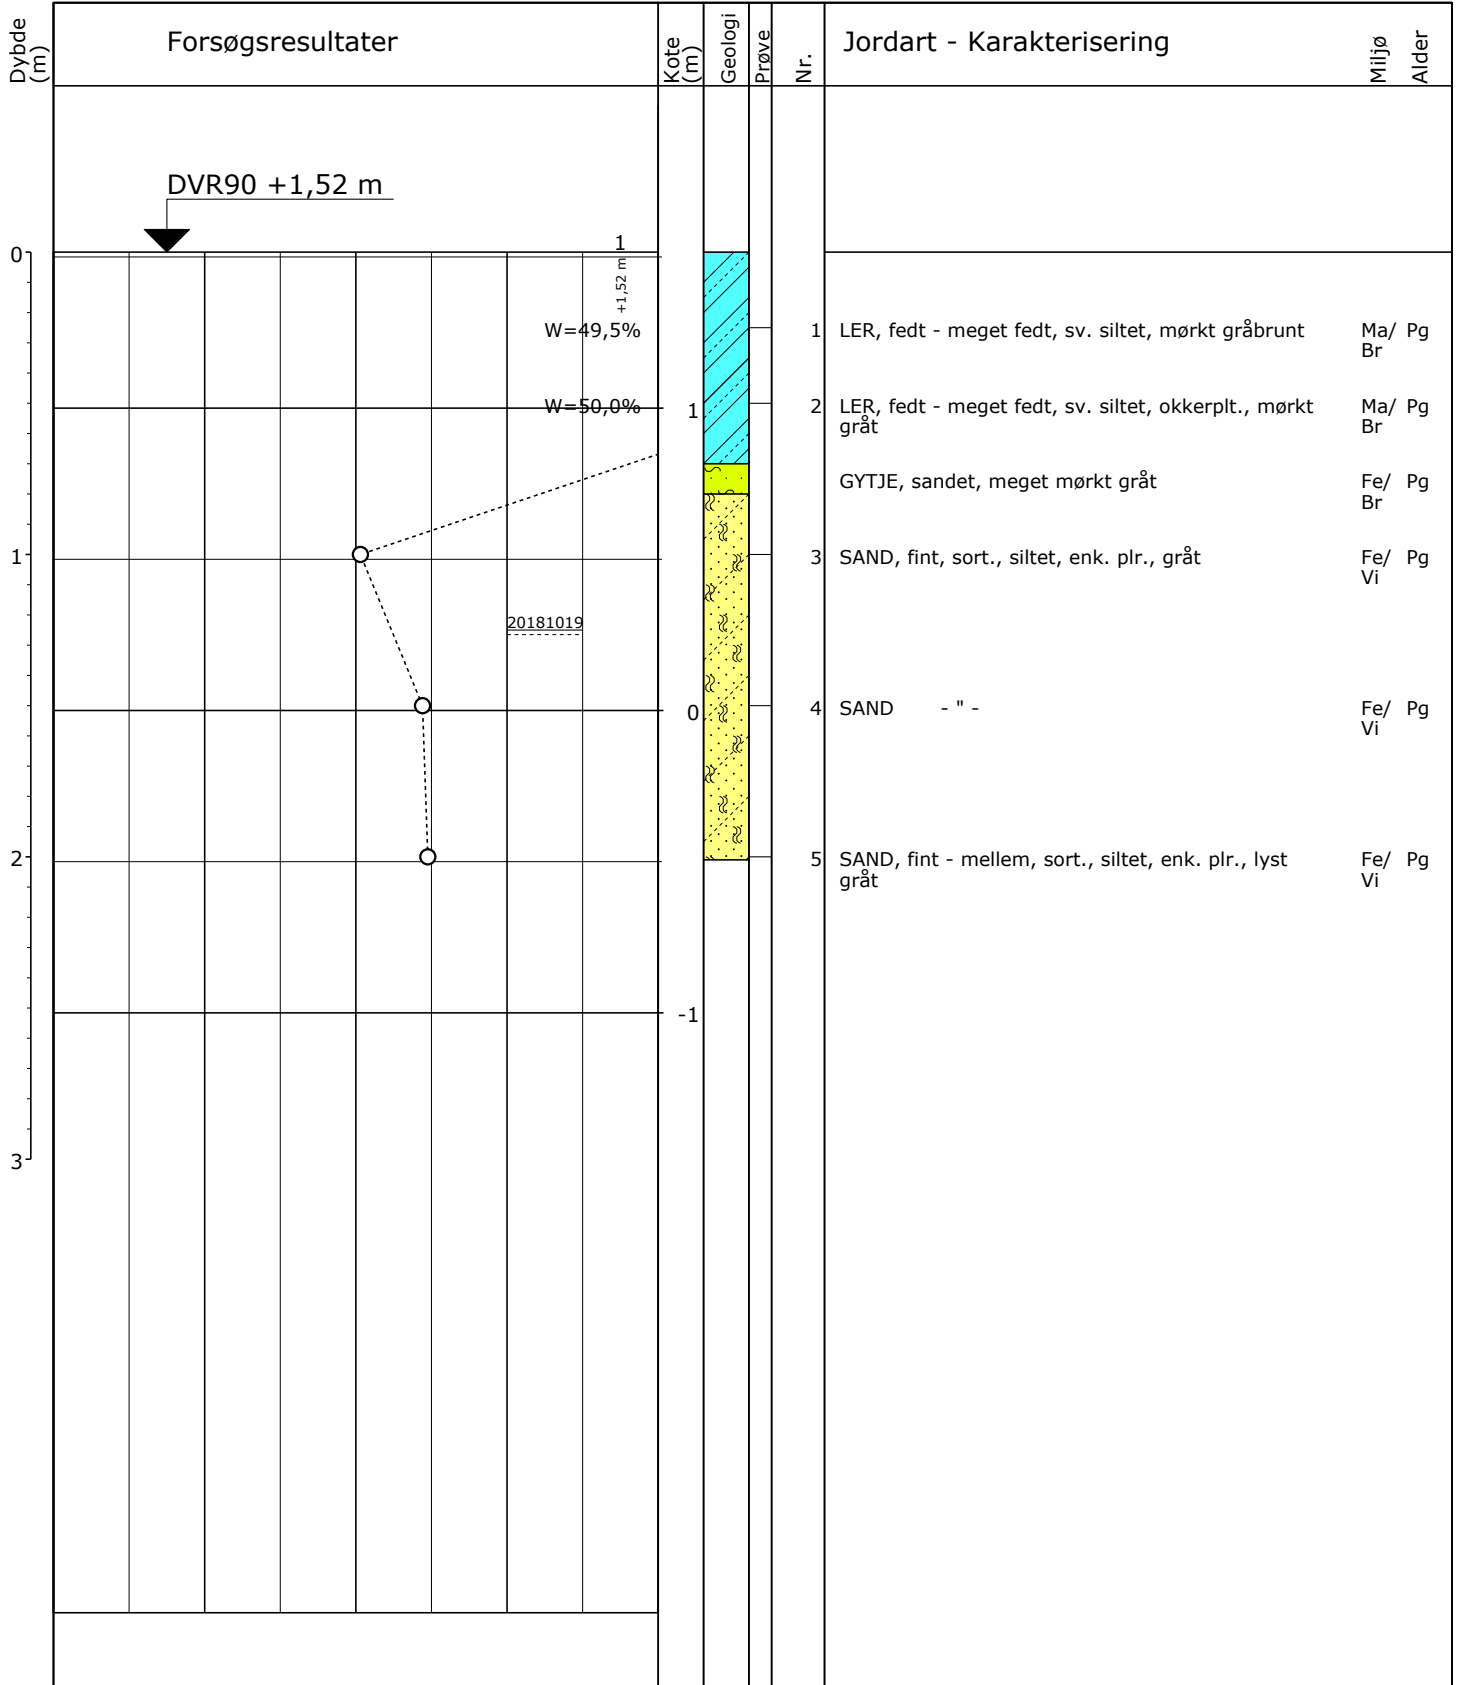 Dybde
(m)
Forsøgsresultater
Kote
(m)
Geologi
Prøve
Nr.
Jordart - Karakterisering
Miljø
Alder
DVR90 +1,52 m
0
1
+1,52 m
W=49,5%
1
LER, fedt - meget fedt, sv. siltet, mørkt gråbrunt
Ma/ Pg
Br
W=50,0%
1
2
LER, fedt - meget fedt, sv. siltet, okkerplt., mørkt
gråt
Ma/ Pg
Br
GYTJE, sandet, meget mørkt gråt
Fe/ Pg
Br
1
3
SAND, fint, sort., siltet, enk. plr., gråt
Fe/ Pg
Vi
20181019
0
4
SAND - " -
Fe/ Pg
Vi
2
5
SAND, fint - mellem, sort., siltet, enk. plr., lyst
gråt
Fe/ Pg
Vi
-1
3